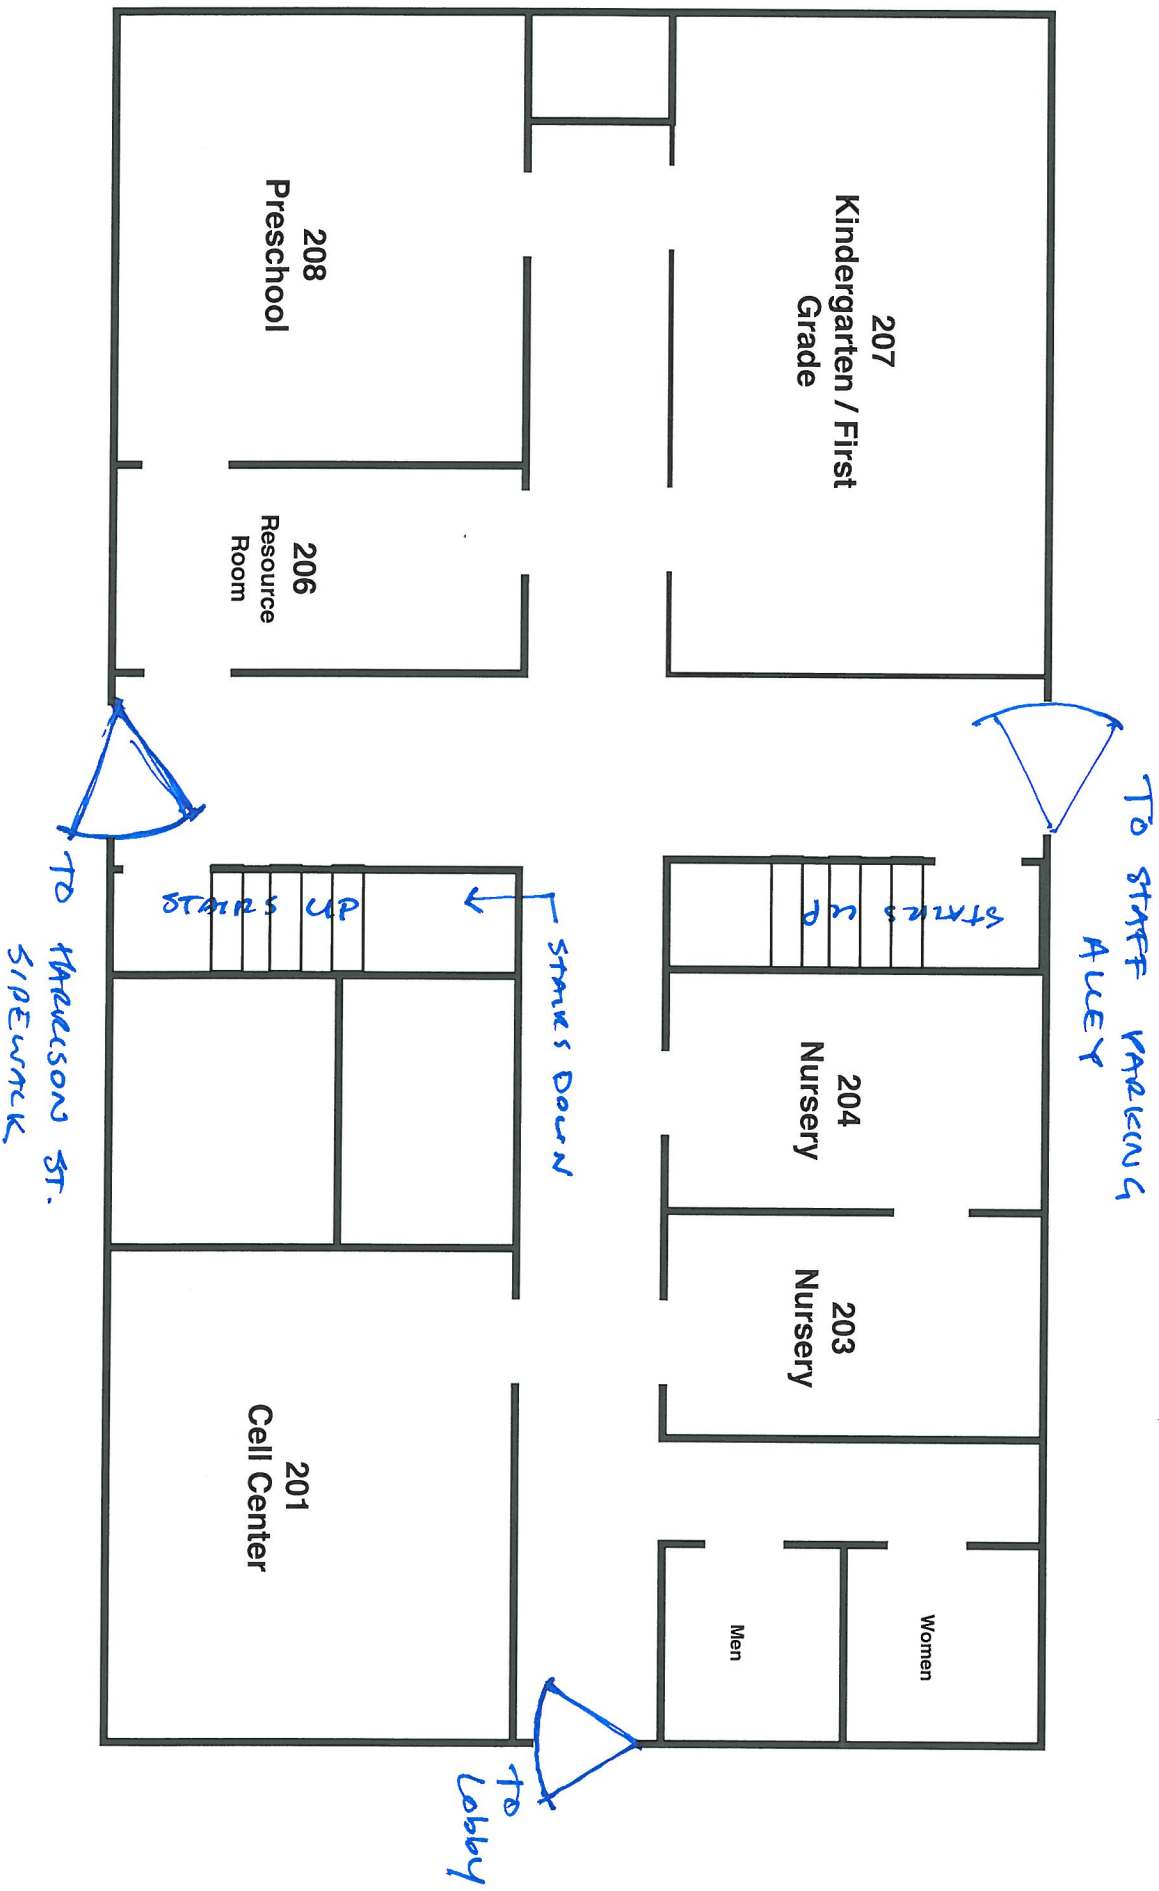 207
Kindergarten / First
Grade
208
Preschool
206
Resource
Room
TO STAFF PARKING
ALLEY
STAIRS UP
STAIRS UP
STAIRS DOWN
TO HARRISON ST.
SIDEWALK
204
Nursery
203
Nursery
201
Cell Center
Women
Men
TO
Lobby